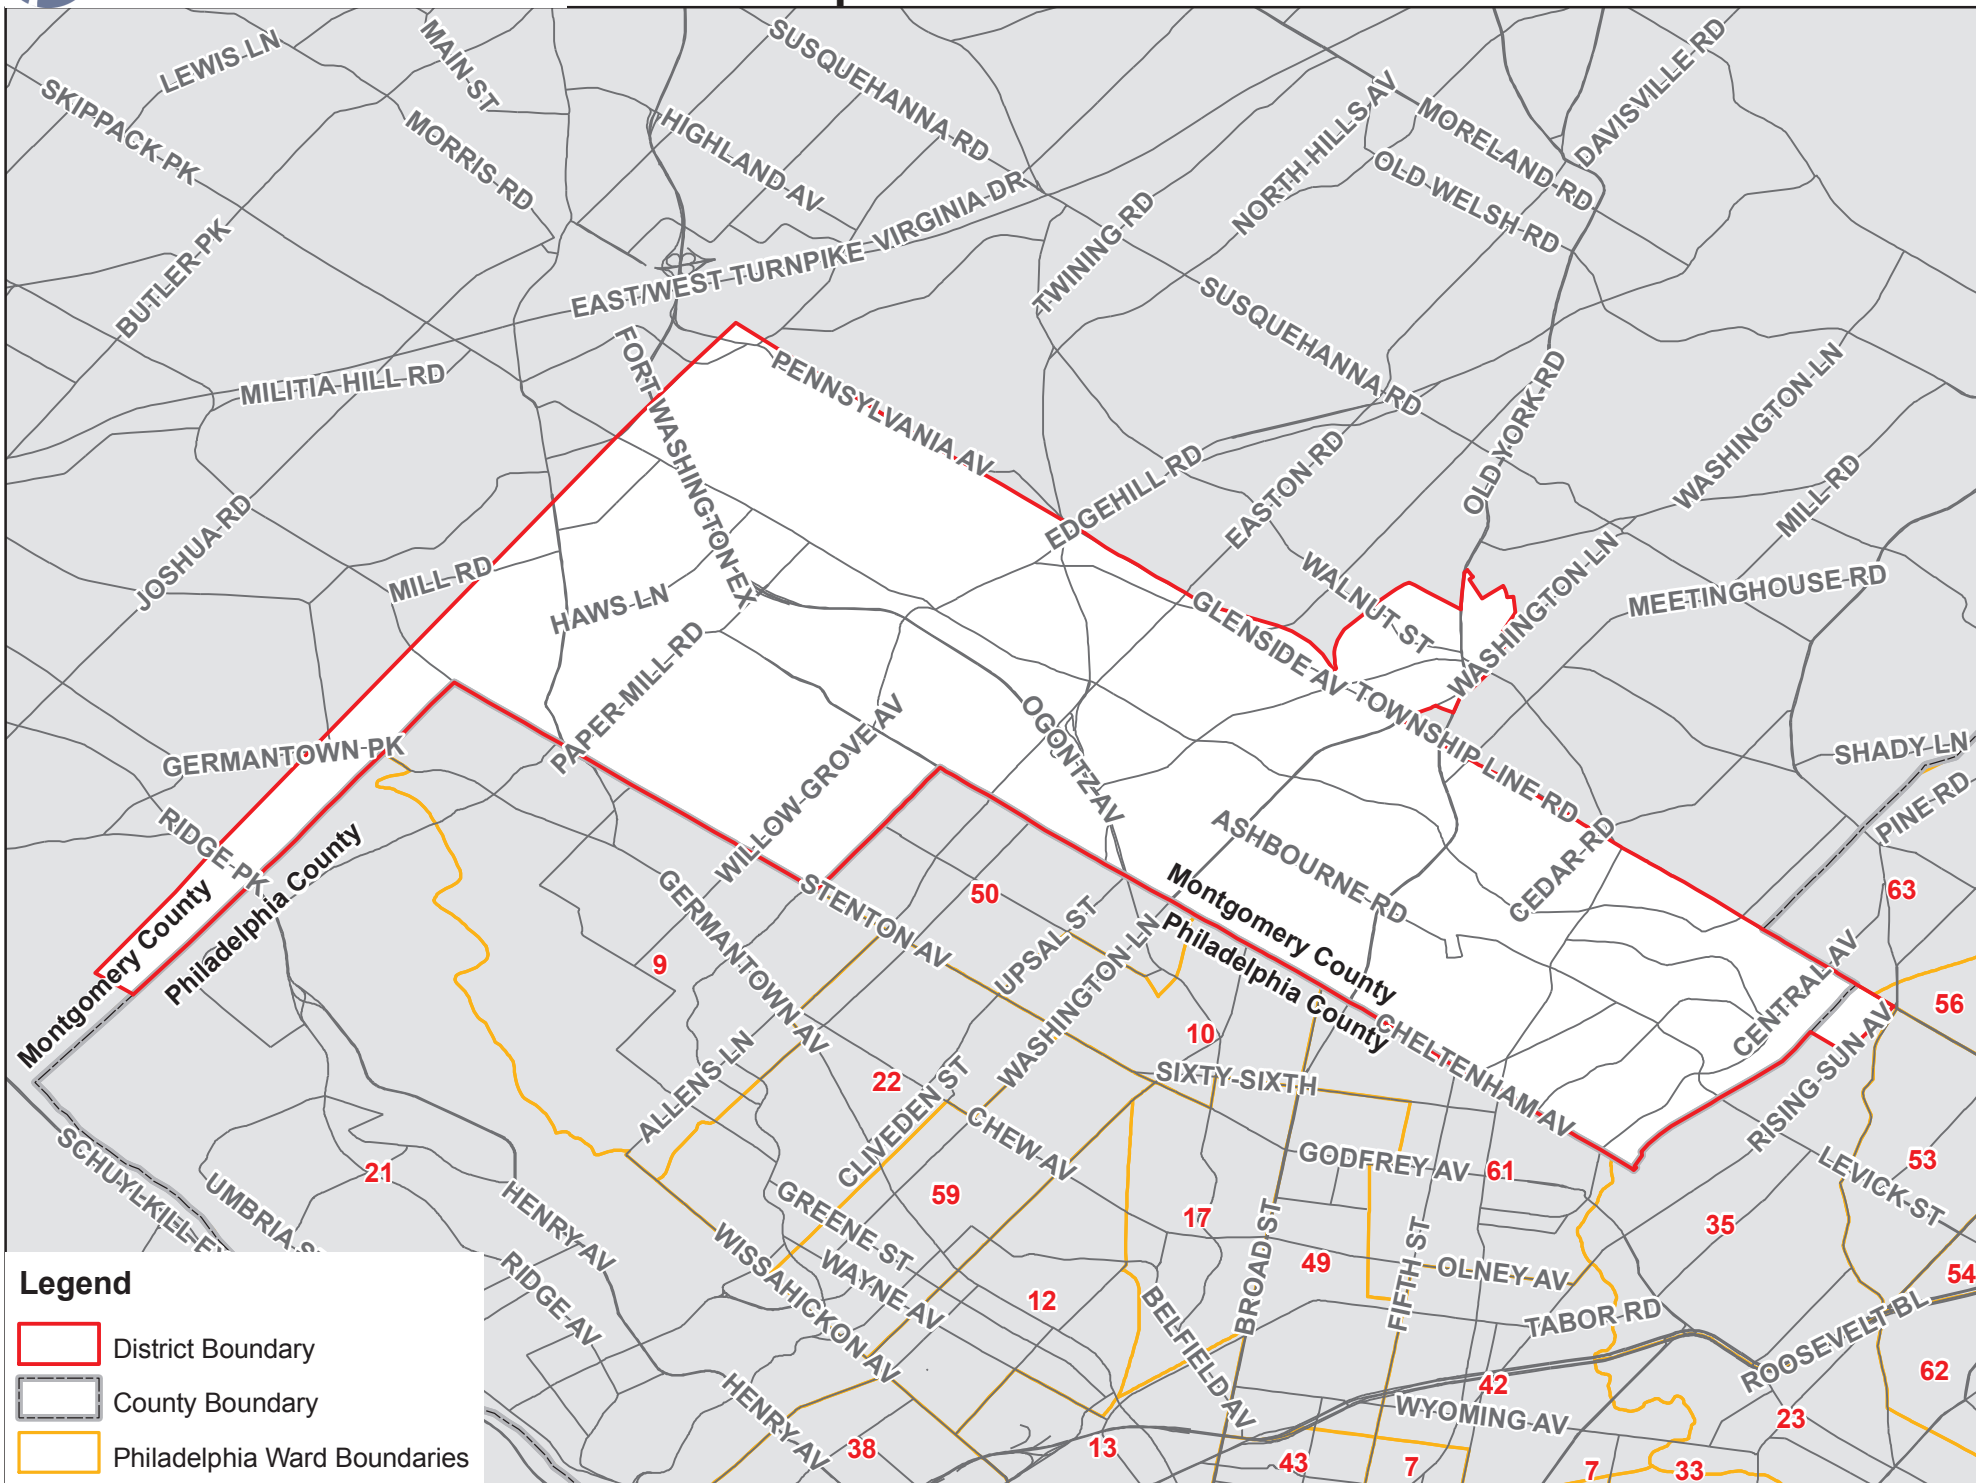 LEWIS LN
MAIN ST
SUSQUEHANNA RD
DAVISVILLE RD
SKIPPACK PK
MORRIS RD
HIGHLAND AV
NORTH HILLS AV
MORELAND RD
OLD WELSH RD
BUTLER PK
EAST/WEST TURNPIKE
VIRGINIA DR
TWINING RD
SUSQUEHANNA RD
MILITIA HILL RD
FORT WASHINGTON EX
PENNSYLVANIA AV
OLD YORK RD
WASHINGTON LN
EDGEHILL RD
EASTON RD
MILL RD
JOSHUA RD
MILL RD
HAWS LN
WALNUT ST
WASHINGTON LN
MEETINGHOUSE RD
GLENSIDE AV
PAPER MILL RD
TOWNSHIP LINE RD
GERMANTOWN PK
WILLOW GROVE AV
OGONTZ AV
SHADY LN
PINE RD
RIDGE PK
ASHBOURNE RD
CEDAR RD
Montgomery County
Philadelphia County
Montgomery County
Philadelphia County
GERMANTOWN AV
STENTON AV
50
63
UPSAL ST
WASHINGTON LN
9
CENTRAL AV
56
10
CHELTENHAM AV
RISING SUN AV
ALLENS LN
22
SIXTY-SIXTH
CLIVEDEN ST
CHEW AV
GODFREY AV
61
53
LEVICK ST
SCHUYLKILL EX
21
UMBRIA S
HENRY AV
GREENE ST
59
17
35
WISSAHICKON AV
WAYNE AV
BROAD ST
49
FIFTH ST
OLNEY AV
54
RIDGE AV
12
BELFIELD AV
TABOR RD
ROOSEVELT BL
62
HENRY AV
42
WYOMING AV
23
38
13
43
7
7
33
Legend
District Boundary
County Boundary
Philadelphia Ward Boundaries